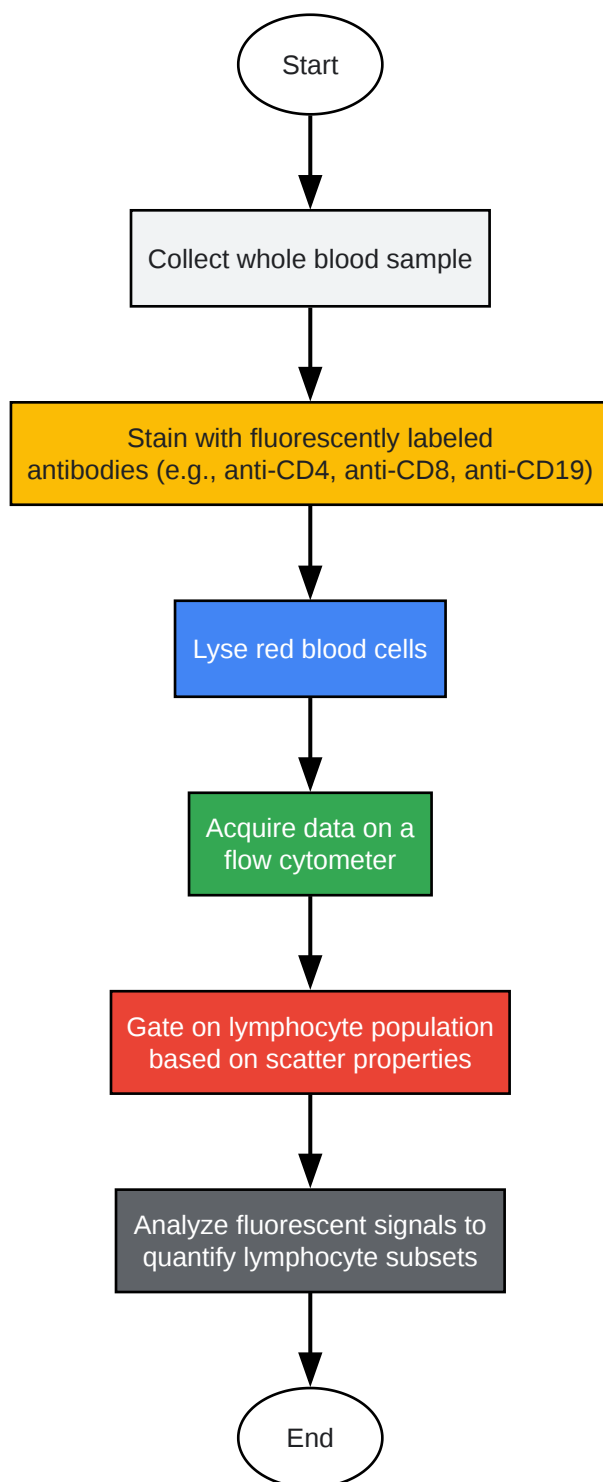 Start
Collect whole blood sample
Stain with fluorescently labeled
antibodies (e.g., anti-CD4, anti-CD8, anti-CD19)
Lyse red blood cells
Acquire data on a
flow cytometer
Gate on lymphocyte population
based on scatter properties
Analyze fluorescent signals to
quantify lymphocyte subsets
End